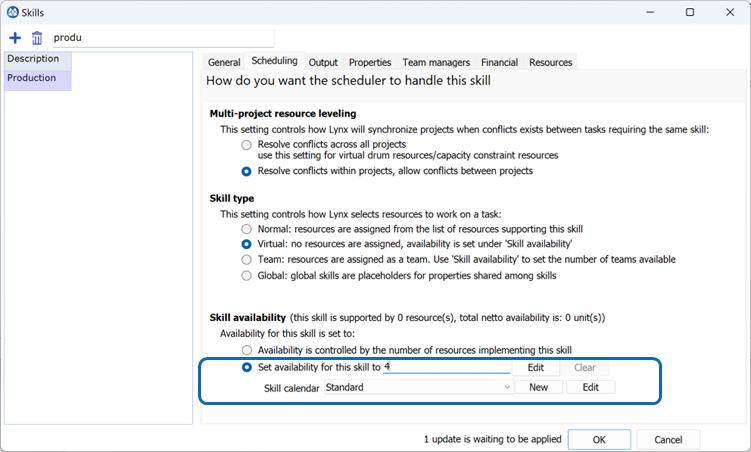 Skills
produ
Description
Production
General Scheduling Output Properties Team managers Financial Resources
How do you want the scheduler to handle this skill
Multi-project resource leveling
This setting controls how Lynx will synchronize projects when conflicts exists between tasks requiring the same skill:
Resolve conflicts across all projects
use this setting for virtual drum resources/capacity constraint resources
Resolve conflicts within projects, allow conflicts between projects
Skill type
This setting controls how Lynx selects resources to work on a task:
Normal: resources are assigned from the list of resources supporting this skill
Virtual: no resources are assigned, availability is set under 'Skill availability'
Team: resources are assigned as a team. Use 'Skill availability' to set the number of teams available
Global: global skills are placeholders for properties shared among skills
Skill availability (this skill is supported by 0 resource(s), total netto availability is: 0 unit(s))
Availability for this skill is set to:
Availability is controlled by the number of resources implementing this skill
Set availability for this skill to 4 Edit Clear
Skill calendar Standard New Edit
1 update is waiting to be applied OK Cancel